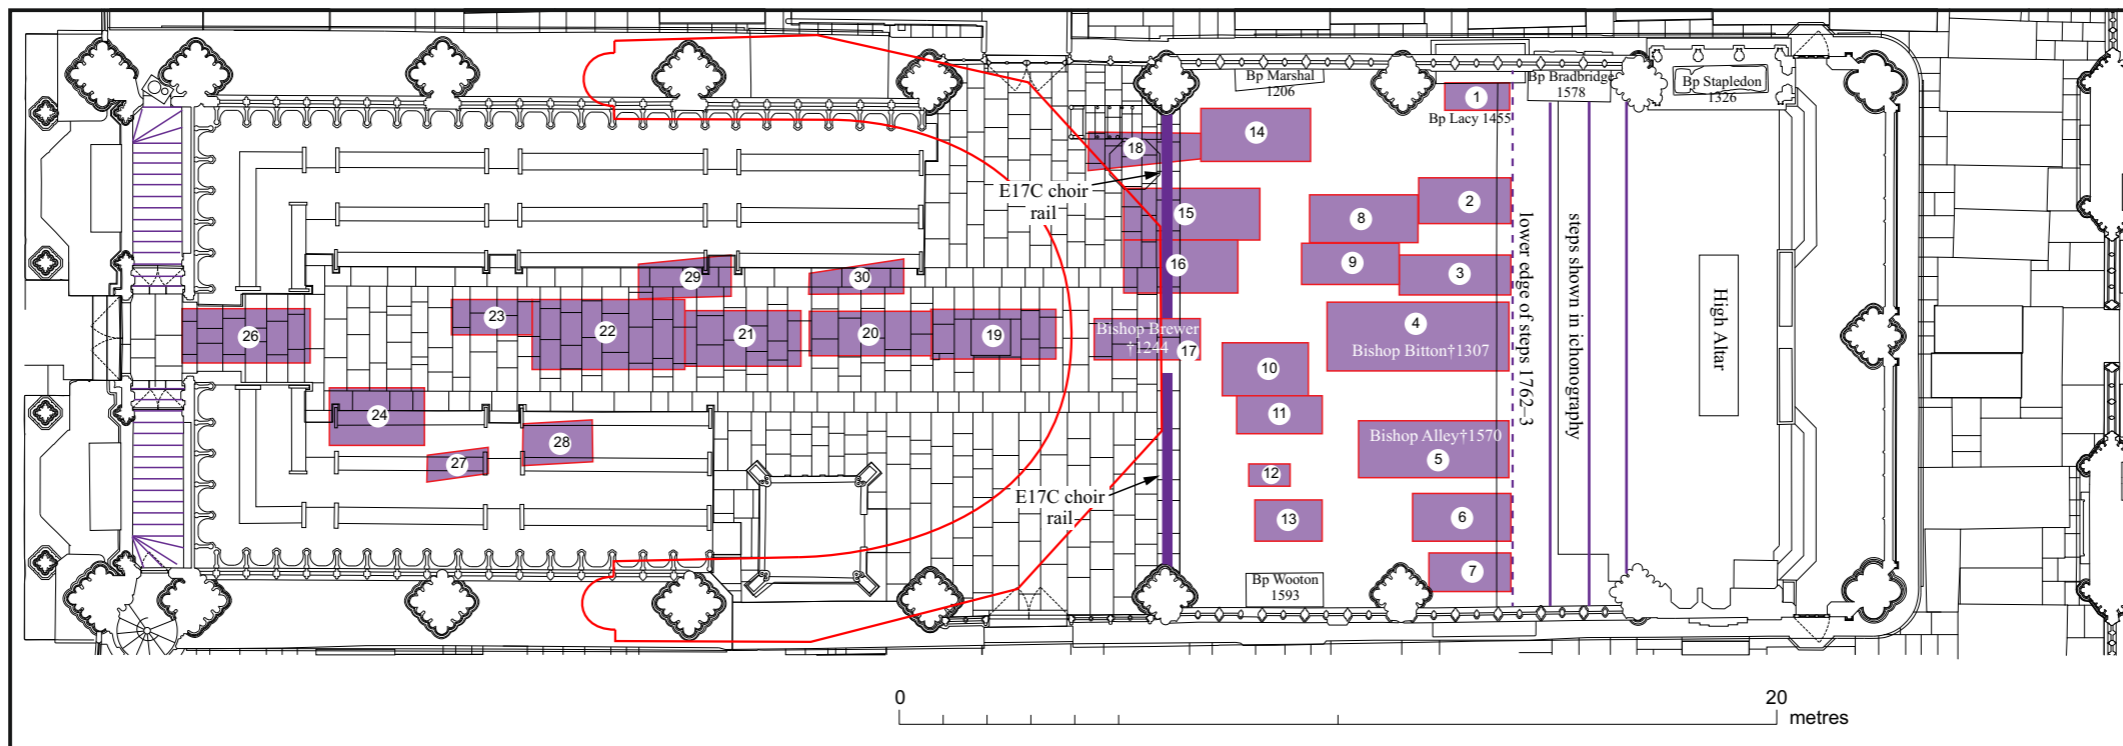 Bp Marshal
1206
Bp Bradbridge
1578
Bp Stapledon
1326
1
Bp Lacy 1455
14
18
E17C choir
rail
15
2
8
16
9
3
29
30
23
22
21
20
19
26
Bishop Brewer
†1244
17
4
Bishop Bitton†1307
10
11
24
28
27
Bishop Alley†1570
5
12
E17C choir
rail
13
6
7
Bp Wooton
1593
lower edge of steps 1762–3
steps shown in ichonography
High Altar
0
20
metres